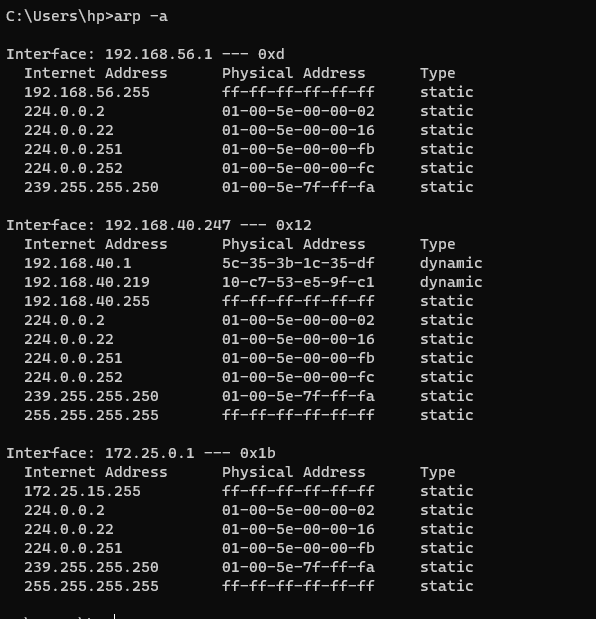 C:\Users\hp>arp -a
Interface: 192.168.56.1 --- 0xd
Internet Address Physical Address Type
192.168.56.255 ff-ff-ff-ff-ff-ff static
224.0.0.2 01-00-5e-00-00-02 static
224.0.0.22 01-00-5e-00-00-16 static
224.0.0.251 01-00-5e-00-00-fb static
224.0.0.252 01-00-5e-00-00-fc static
239.255.255.250 01-00-5e-7f-ff-fa static
Interface: 192.168.40.247 --- 0x12
Internet Address Physical Address Type
192.168.40.1 5c-35-3b-1c-35-df dynamic
192.168.40.219 10-c7-53-e5-9f-c1 dynamic
192.168.40.255 ff-ff-ff-ff-ff-ff static
224.0.0.2 01-00-5e-00-00-02 static
224.0.0.22 01-00-5e-00-00-16 static
224.0.0.251 01-00-5e-00-00-fb static
224.0.0.252 01-00-5e-00-00-fc static
239.255.255.250 01-00-5e-7f-ff-fa static
255.255.255.255 ff-ff-ff-ff-ff-ff static
Interface: 172.25.0.1 --- 0x1b
Internet Address Physical Address Type
172.25.15.255 ff-ff-ff-ff-ff-ff static
224.0.0.2 01-00-5e-00-00-02 static
224.0.0.22 01-00-5e-00-00-16 static
224.0.0.251 01-00-5e-00-00-fb static
239.255.255.250 01-00-5e-7f-ff-fa static
255.255.255.255 ff-ff-ff-ff-ff-ff static